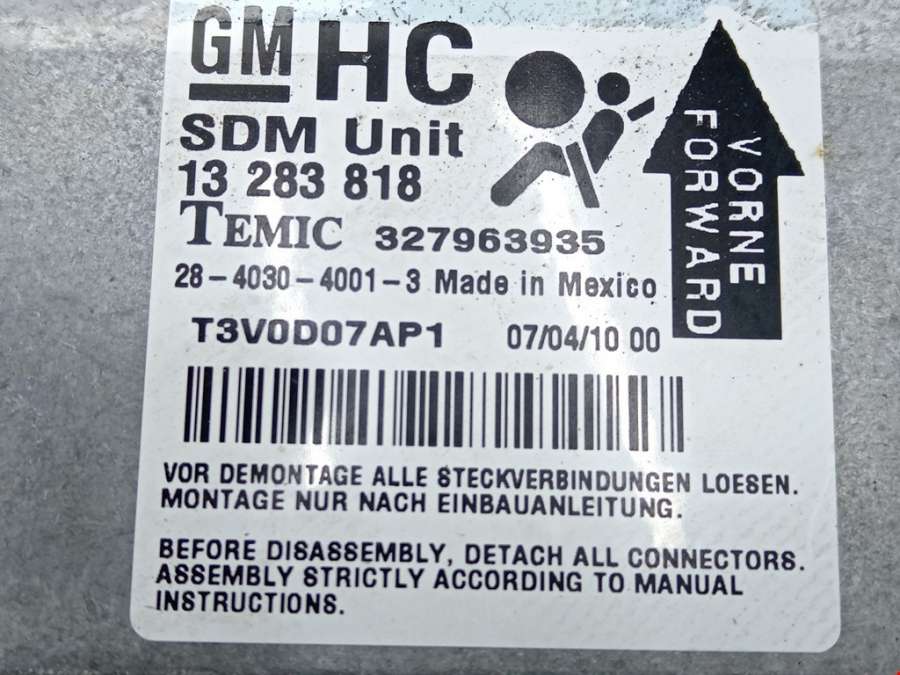 GM HC
SDM Unit
13 283 818
TEMIC 327963935
28-4030-4001-3 Made in Mexico
T3V0D07AP1 07/04/10 00
VORNE
FORWARD
VOR DEMONTAGE ALLE STECKVERBINDUNGEN LOESEN.
MONTAGE NUR NACH EINBAUANLEITUNG.
BEFORE DISASSEMBLY, DETACH ALL CONNECTORS.
ASSEMBLY STRICTLY ACCORDING TO MANUAL
INSTRUCTIONS.